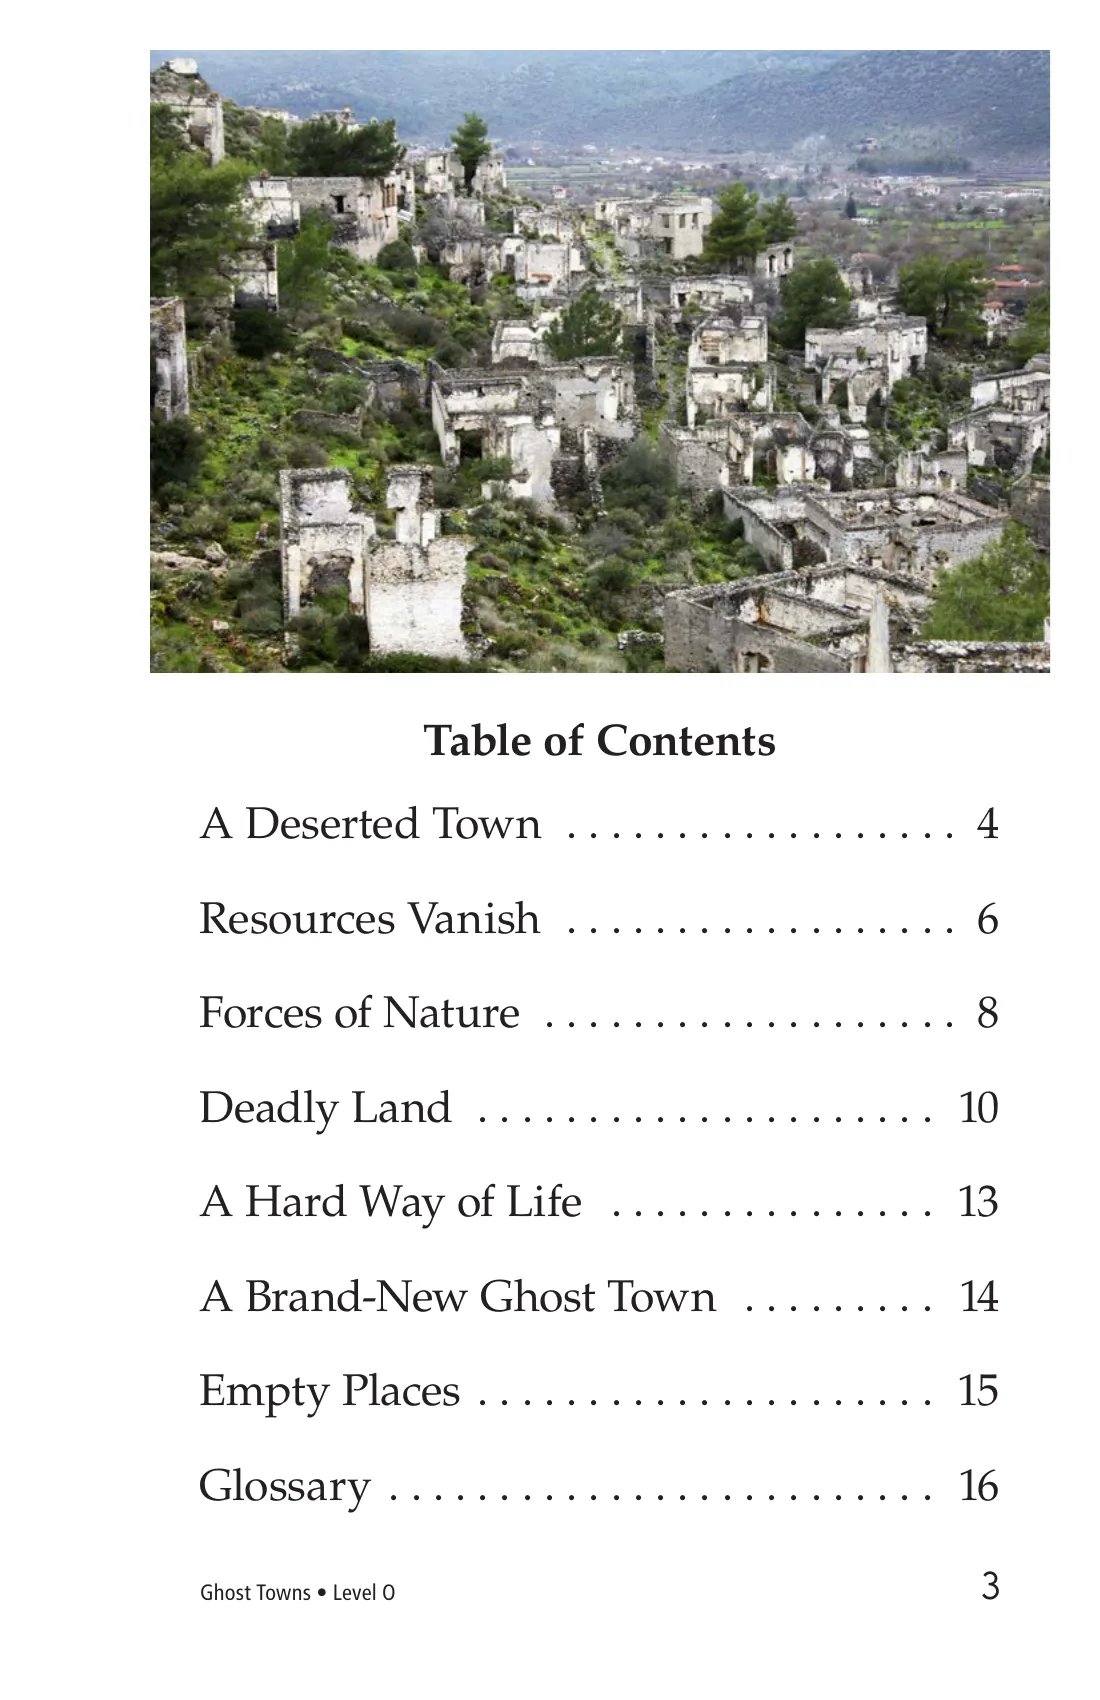 Table of Contents
A Deserted Town . . . . . . . . . . . . . . . . . . 4
Resources Vanish . . . . . . . . . . . . . . . . . . 6
Forces of Nature . . . . . . . . . . . . . . . . . . . 8
Deadly Land . . . . . . . . . . . . . . . . . . . . . 10
A Hard Way of Life . . . . . . . . . . . . . . . 13
A Brand-New Ghost Town . . . . . . . . . 14
Empty Places . . . . . . . . . . . . . . . . . . . . . 15
Glossary . . . . . . . . . . . . . . . . . . . . . . . . . 16
Ghost Towns • Level O 3